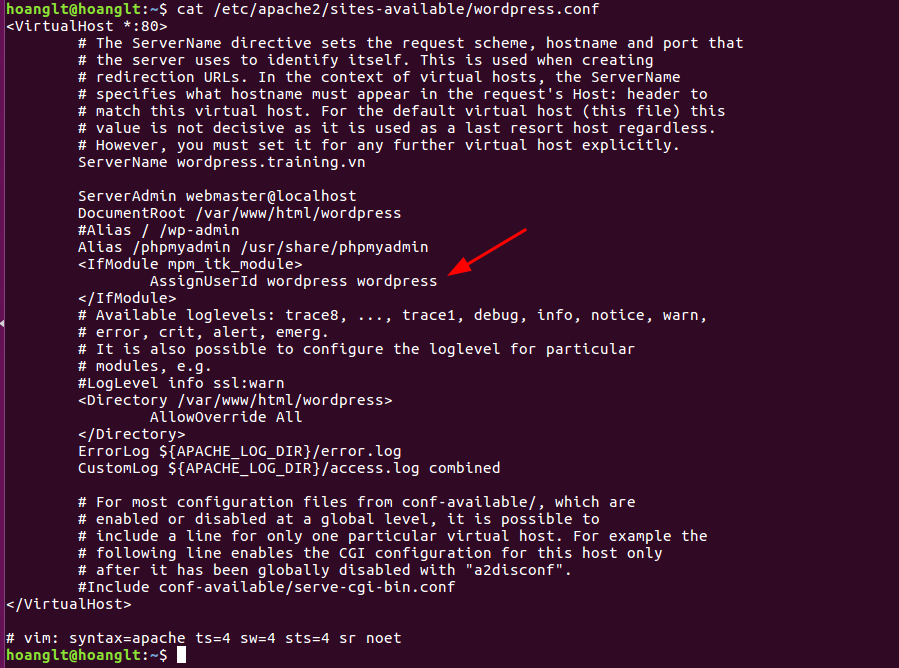 hoanglt@hoanglt:~$ cat /etc/apache2/sites-available/wordpress.conf
<VirtualHost *:80>
        # The ServerName directive sets the request scheme, hostname and port that
        # the server uses to identify itself. This is used when creating
        # redirection URLs. In the context of virtual hosts, the ServerName
        # specifies what hostname must appear in the request's Host: header to
        # match this virtual host. For the default virtual host (this file) this
        # value is not decisive as it is used as a last resort host regardless.
        # However, you must set it for any further virtual host explicitly.
        ServerName wordpress.training.vn

        ServerAdmin webmaster@localhost
        DocumentRoot /var/www/html/wordpress
        #Alias / /wp-admin
        Alias /phpmyadmin /usr/share/phpmyadmin
        <IfModule mpm_itk_module>
                AssignUserId wordpress wordpress
        </IfModule>
        # Available loglevels: trace8, ..., trace1, debug, info, notice, warn,
        # error, crit, alert, emerg.
        # It is also possible to configure the loglevel for particular
        # modules, e.g.
        #LogLevel info ssl:warn
        <Directory /var/www/html/wordpress>
                AllowOverride All
        </Directory>
        ErrorLog ${APACHE_LOG_DIR}/error.log
        CustomLog ${APACHE_LOG_DIR}/access.log combined

        # For most configuration files from conf-available/, which are
        # enabled or disabled at a global level, it is possible to
        # include a line for only one particular virtual host. For example the
        # following line enables the CGI configuration for this host only
        # after it has been globally disabled with "a2disconf".
        #Include conf-available/serve-cgi-bin.conf
</VirtualHost>

# vim: syntax=apache ts=4 sw=4 sts=4 sr noet
hoanglt@hoanglt:~$